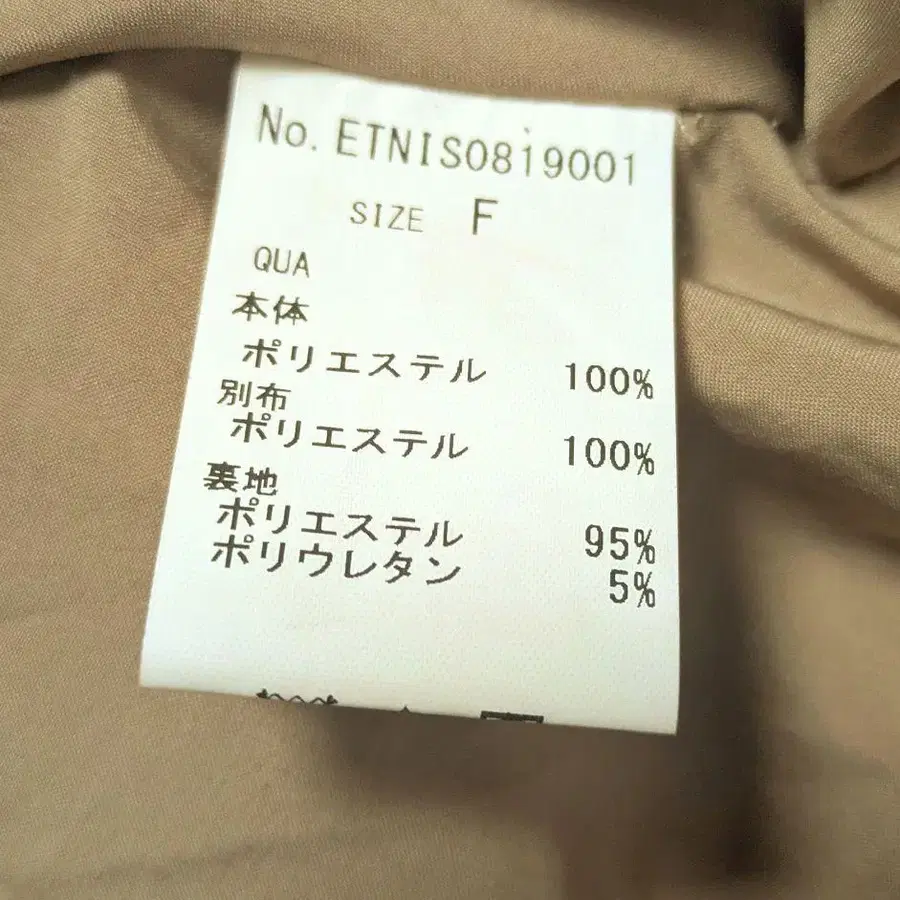 No. ETNIS0819001
SIZE F
QUA
本体
ポリエステル 100%
別布
ポリエステル 100%
裏地
ポリエステル 95%
ポリウレタン 5%